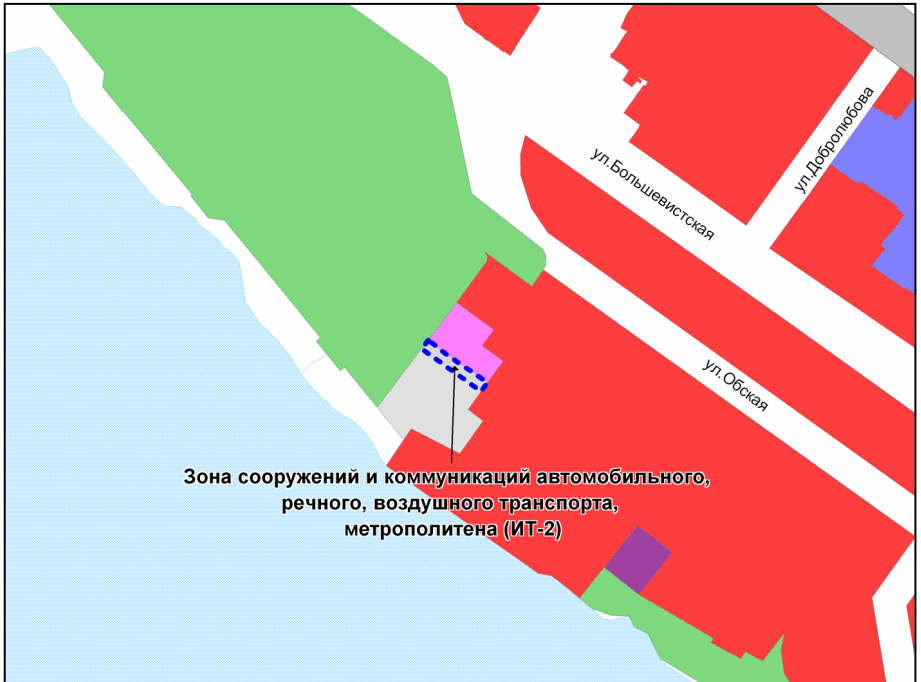 ул.Добролюбова
ул.Большевистская
ул.Обская
Зона сооружений и коммуникаций автомобильного,
речного, воздушного транспорта,
метрополитена (ИТ-2)